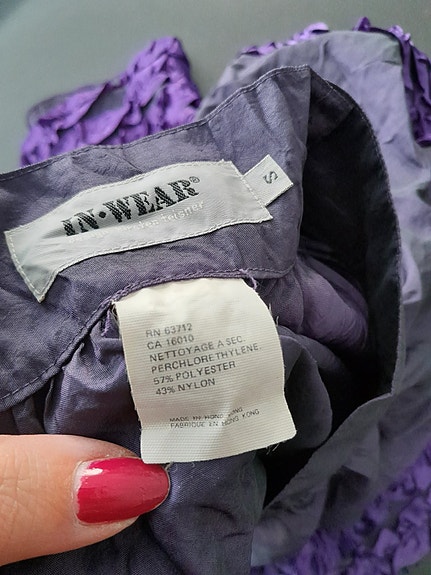 IN·WEAR®
S
RN 63712
CA 16010
NETTOYAGE A SEC.
PERCHLORETHYLENE.
57% POLYESTER
43% NYLON
MADE IN HONG KONG
FABRIQUE EN HONG KONG